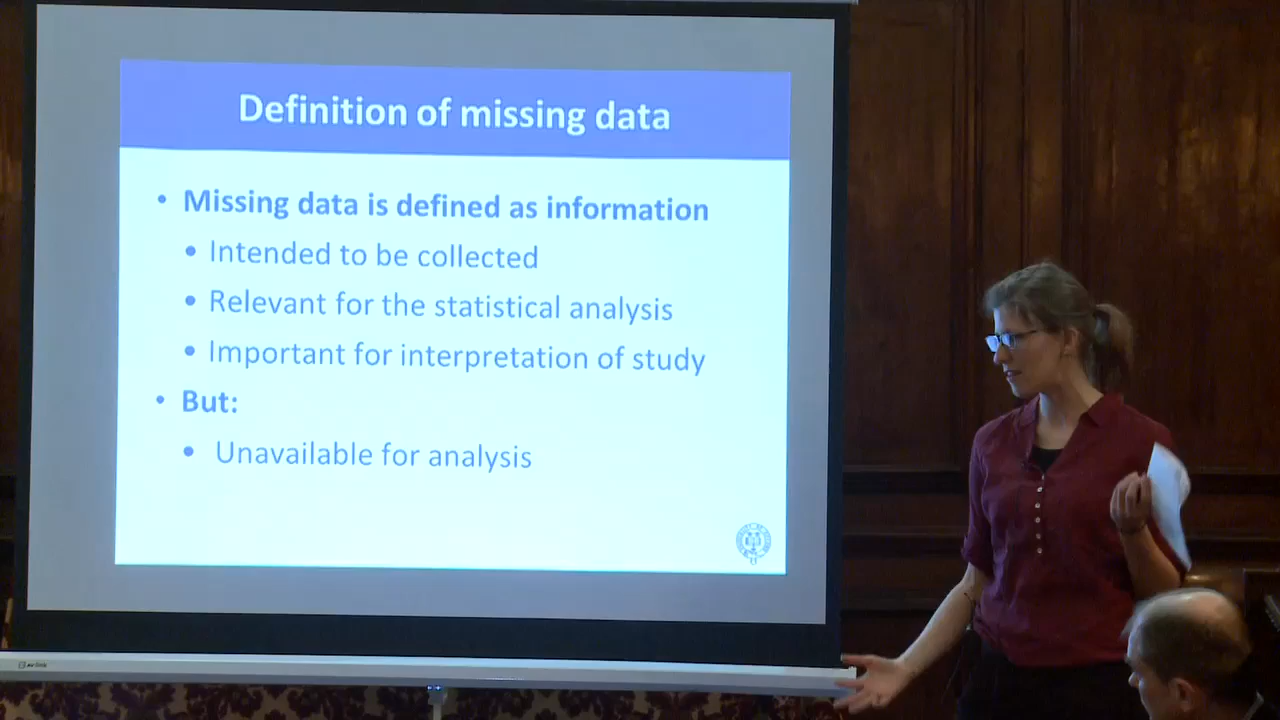 Definition of missing data
• Missing data is defined as information
• Intended to be collected
• Relevant for the statistical analysis
• Important for interpretation of study
• But:
• Unavailable for analysis